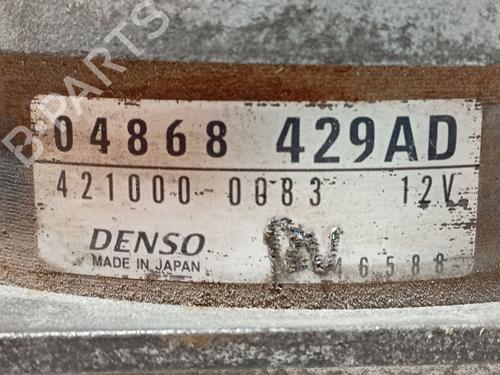 B-PARTS
04868 429AD
421000-0083 12V
DENSO
MADE IN JAPAN
46588